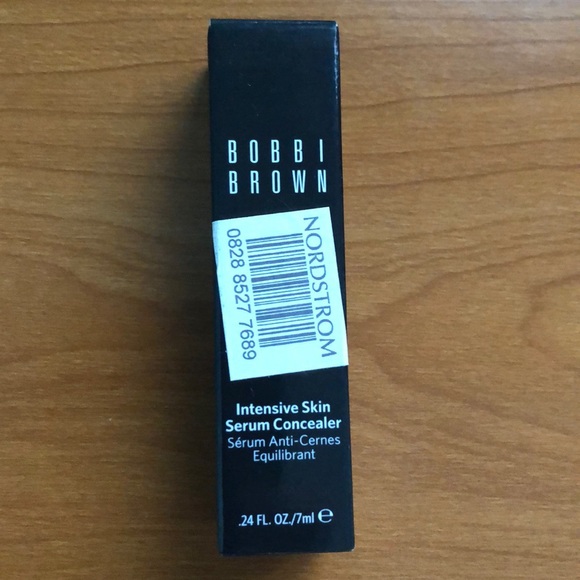 BOBBI
BROWN
NORDSTROM
0828 8527 7689
Intensive Skin
Serum Concealer
Sérum Anti-Cernes
Equilibrant
.24 FL. OZ./7ml ℮